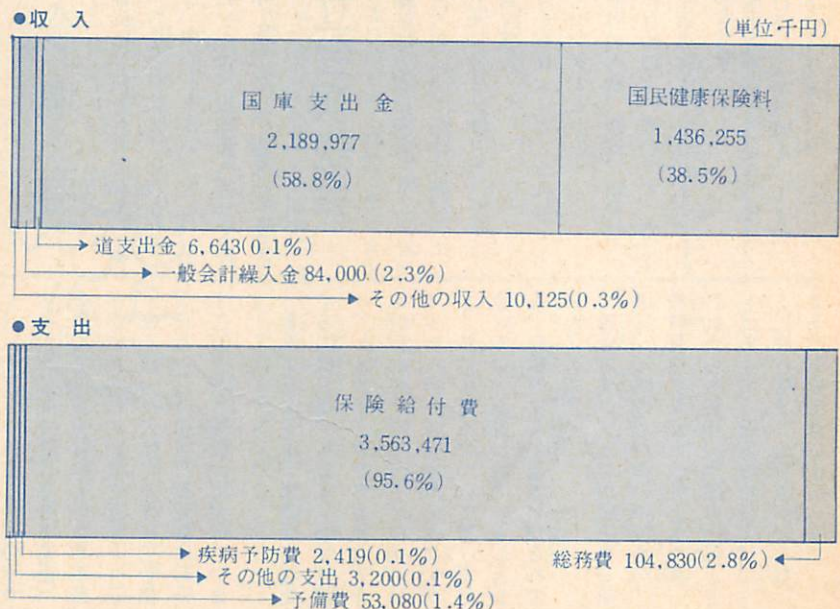 ●収 入
(単位・千円)
国庫支出金
2,189,977
(58.8%)
国民健康保険料
1,436,255
(38.5%)
道支出金 6,643(0.1%)
一般会計繰入金 84,000.(2.3%)
その他の収入 10,125(0.3%)
●支 出
保険給付費
3,563,471
(95.6%)
疾病予防費 2,419(0.1%)
総務費 104,830(2.8%)
その他の支出 3,200(0.1%)
予備費 53,080(1.4%)